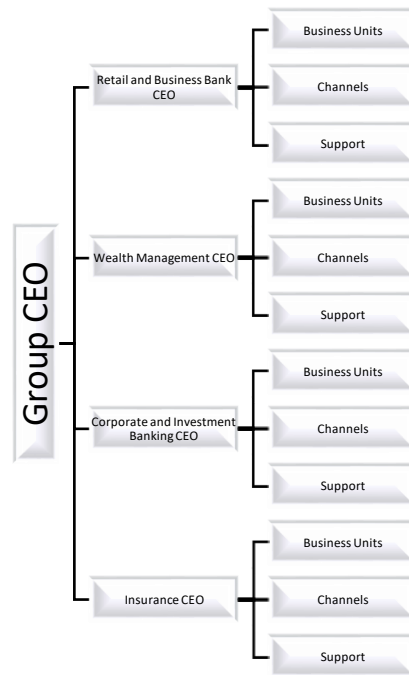 Group CEO
Retail and Business Bank
CEO
Business Units
Channels
Support
Wealth Management CEO
Business Units
Channels
Support
Corporate and Investment
Banking CEO
Business Units
Channels
Support
Insurance CEO
Business Units
Channels
Support